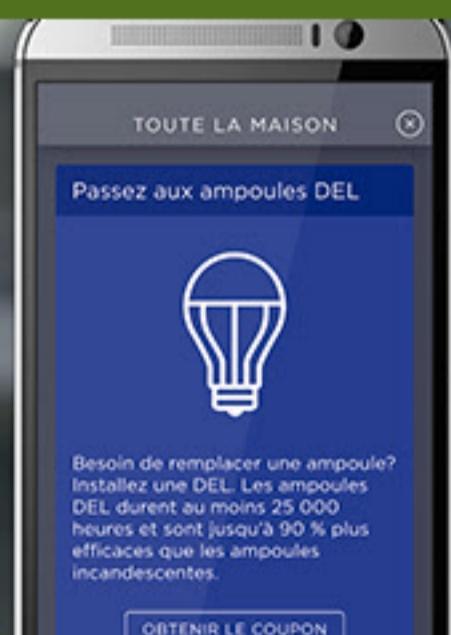 TOUTE LA MAISON
Passez aux ampoules DEL
Besoin de remplacer une ampoule?
Installez une DEL. Les ampoules
DEL durent au moins 25 000
heures et sont jusqu'à 90 % plus
efficaces que les ampoules
incandescentes.
OBTENIR LE COUPON